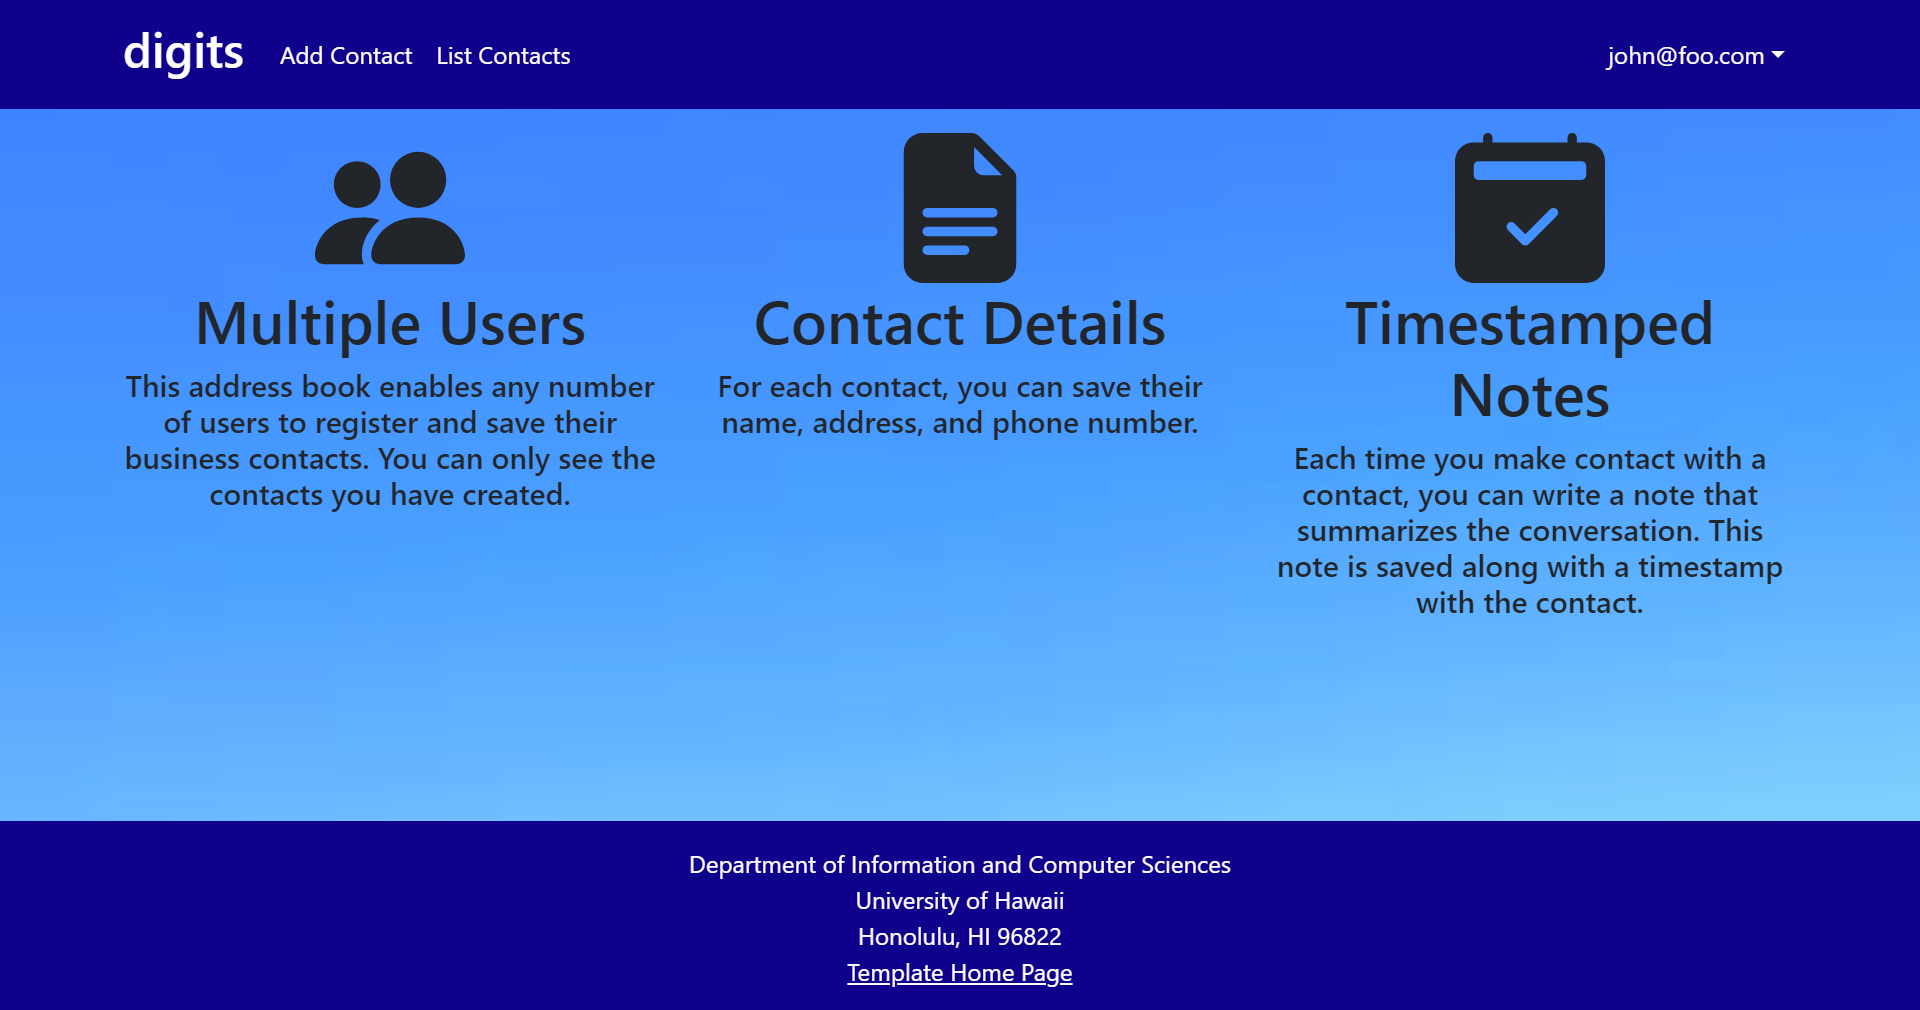 digits
Add Contact
List Contacts
john@foo.com
Multiple Users
This address book enables any number
of users to register and save their
business contacts. You can only see the
contacts you have created.
Contact Details
For each contact, you can save their
name, address, and phone number.
Timestamped
Notes
Each time you make contact with a
contact, you can write a note that
summarizes the conversation. This
note is saved along with a timestamp
with the contact.
Department of Information and Computer Sciences
University of Hawaii
Honolulu, HI 96822
Template Home Page